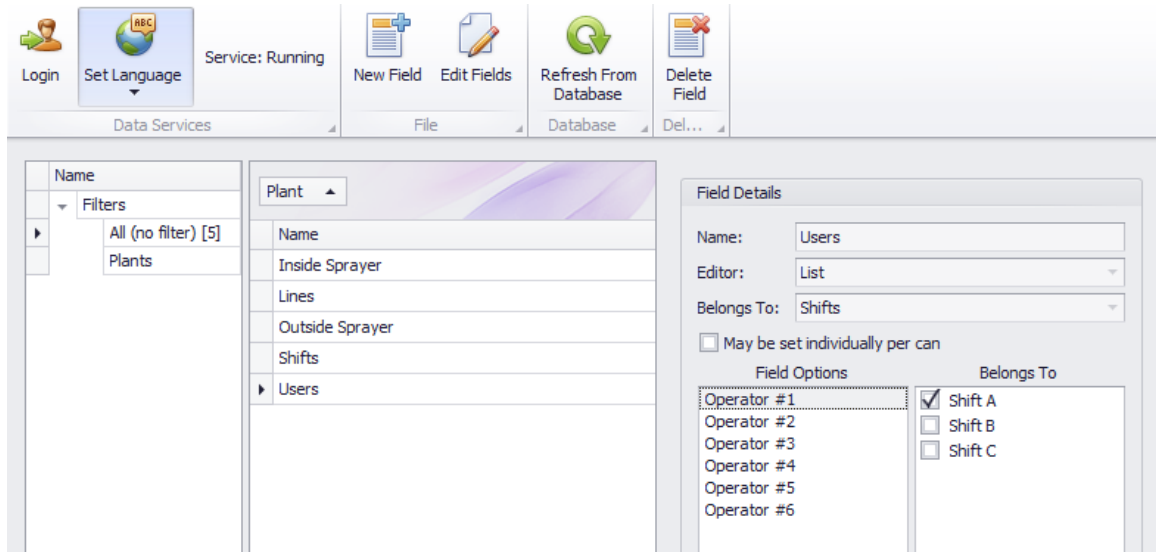 ABC
Login
Set Language
Service: Running
New Field
Edit Fields
Refresh From
Database
Delete
Field
Data Services
File
Database
Del...
Name
Filters
All (no filter) [5]
Plants
Plant
Name
Inside Sprayer
Lines
Outside Sprayer
Shifts
Users
Field Details
Name: Users
Editor: List
Belongs To: Shifts
May be set individually per can
Field Options
Belongs To
Operator #1
Operator #2
Operator #3
Operator #4
Operator #5
Operator #6
Shift A
Shift B
Shift C